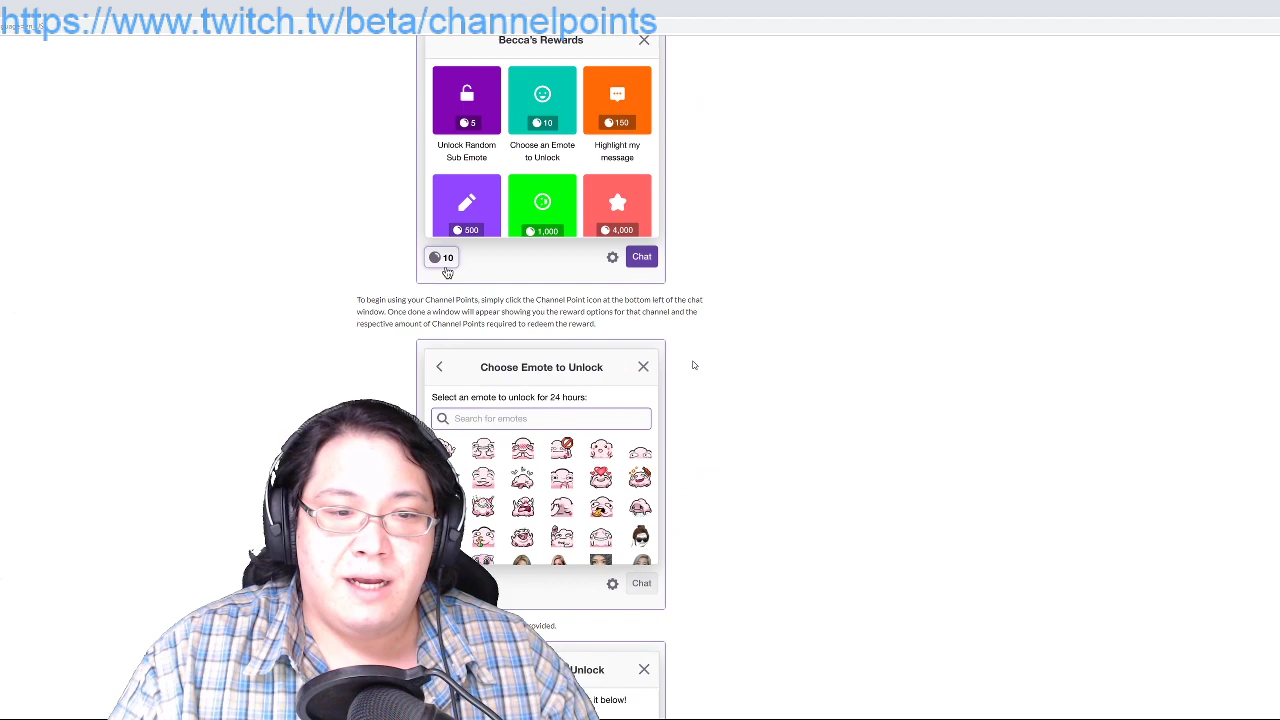 https://www.twitch.tv/beta/channelpoints
Becca's Rewards
5
10
150
Unlock Random
Sub Emote
Choose an Emote
to Unlock
Highlight my
message
500
1,000
4,000
10
Chat
To begin using your Channel Points, simply click the Channel Point icon at the bottom left of the chat
window. Once done a window will appear showing you the reward options for that channel and the
respective amount of Channel Points required to redeem the reward.
Choose Emote to Unlock
Select an emote to unlock for 24 hours:
Search for emotes
Chat
Unlock
it below!